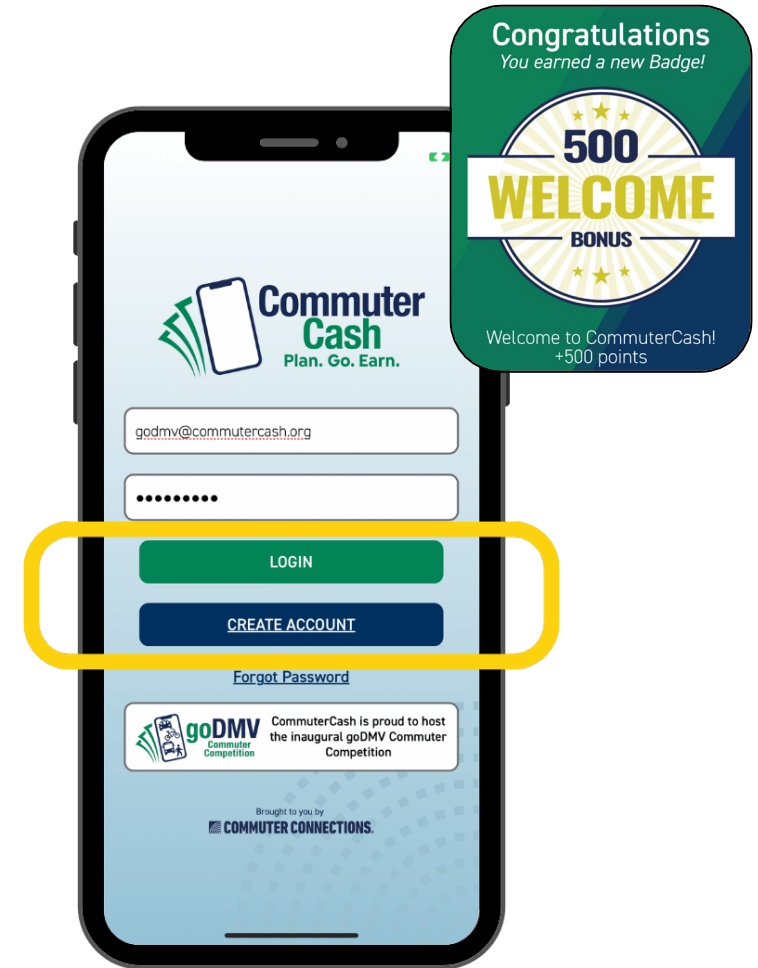 Congratulations
You earned a new Badge!
500
WELCOME
BONUS
Welcome to CommuterCash!
+500 points
Commuter
Cash
Plan. Go. Earn.
godmv@commutercash.org
•••••••••
LOGIN
CREATE ACCOUNT
Forgot Password
goDMV
Commuter
Competition
CommuterCash is proud to host
the inaugural goDMV Commuter
Competition
Brought to you by
COMMUTER CONNECTIONS.